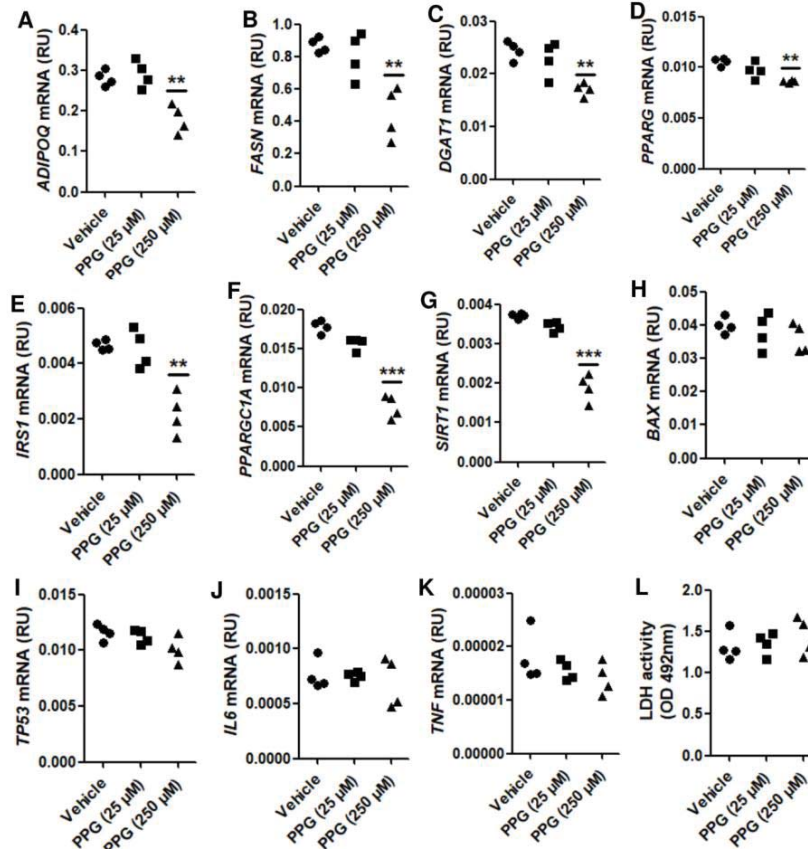 A
ADIPOQ mRNA (RU)
0.4
0.3
0.2
0.1
0.0
**
Vehicle
PPG (25 µM)
PPG (250 µM)
B
FASN mRNA (RU)
1.0
0.8
0.6
0.4
0.2
0.0
**
Vehicle
PPG (25 µM)
PPG (250 µM)
C
DGAT1 mRNA (RU)
0.03
0.02
0.01
0.00
**
Vehicle
PPG (25 µM)
PPG (250 µM)
D
PPARG mRNA (RU)
0.015
0.010
0.005
0.000
**
Vehicle
PPG (25 µM)
PPG (250 µM)
E
IRS1 mRNA (RU)
0.006
0.004
0.002
0.000
**
Vehicle
PPG (25 µM)
PPG (250 µM)
F
PPARGC1A mRNA (RU)
0.020
0.015
0.010
0.005
0.000
***
Vehicle
PPG (25 µM)
PPG (250 µM)
G
SIRT1 mRNA (RU)
0.004
0.003
0.002
0.001
0.000
***
Vehicle
PPG (25 µM)
PPG (250 µM)
H
BAX mRNA (RU)
0.05
0.04
0.03
0.02
0.01
0.00
Vehicle
PPG (25 µM)
PPG (250 µM)
I
TP53 mRNA (RU)
0.015
0.010
0.005
0.000
Vehicle
PPG (25 µM)
PPG (250 µM)
J
IL6 mRNA (RU)
0.0015
0.0010
0.0005
0.0000
Vehicle
PPG (25 µM)
PPG (250 µM)
K
TNF mRNA (RU)
0.00003
0.00002
0.00001
0.00000
Vehicle
PPG (25 µM)
PPG (250 µM)
L
LDH activity
(OD 492nm)
2.0
1.5
1.0
0.5
0.0
Vehicle
PPG (25 µM)
PPG (250 µM)